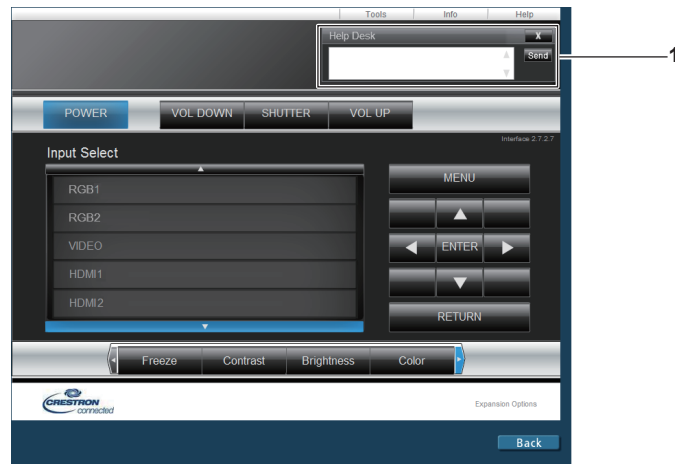 Tools Info Help
Help Desk X
Send
1
POWER VOL DOWN SHUTTER VOL UP
Interface 2.7.2.7
Input Select
MENU
RGB1
RGB2
VIDEO
ENTER
HDMI1
HDMI2
RETURN
Freeze Contrast Brightness Color
CRESTRON
connected
Expansion Options
Back